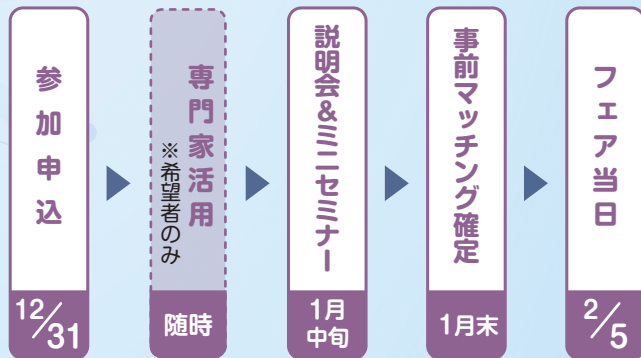 参加申込
12/31
専門家活用
※希望者のみ
随時
説明会&ミニセミナー
1月
中旬
事前マッチング確定
1月末
フェア当日
2/5